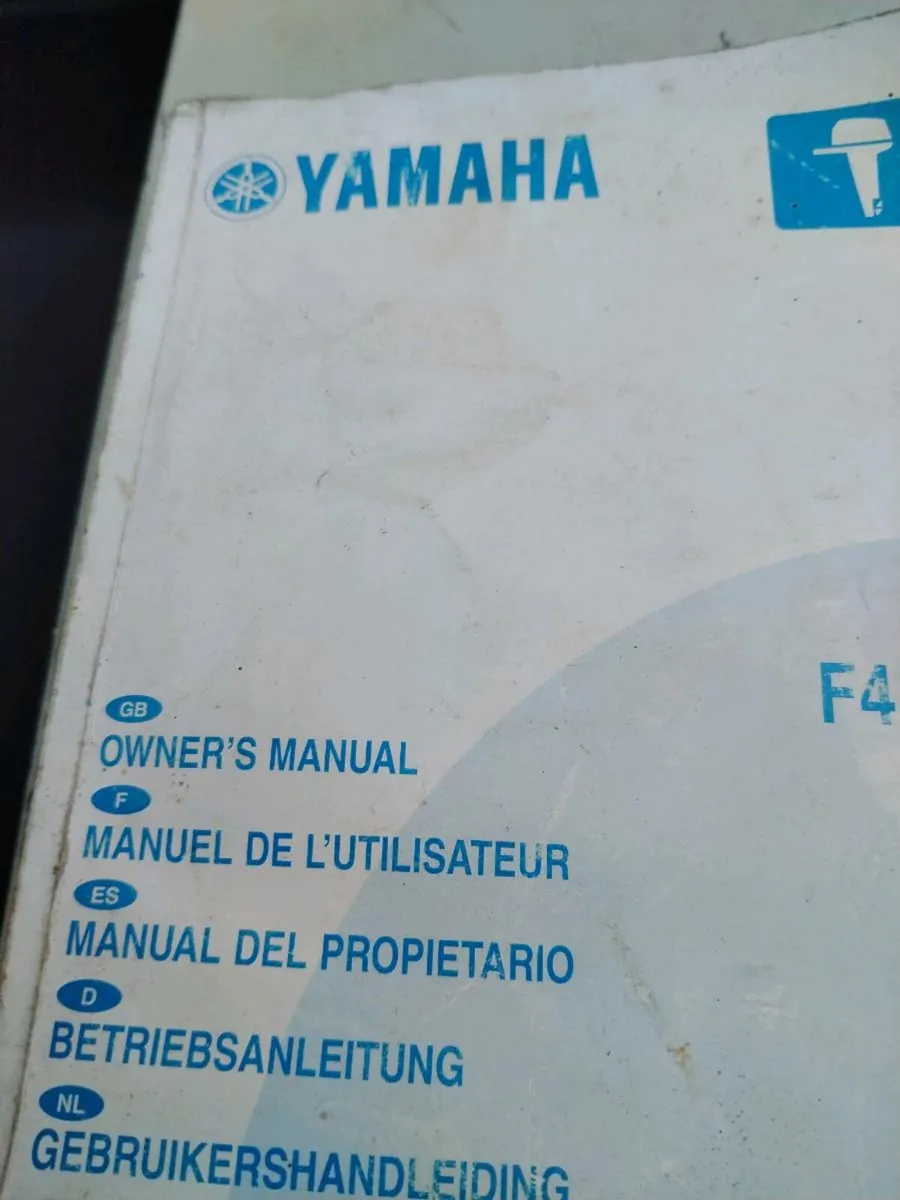 YAMAHA
F4
GB
OWNER'S MANUAL
F
MANUEL DE L'UTILISATEUR
ES
MANUAL DEL PROPIETARIO
D
BETRIEBSANLEITUNG
NL
GEBRUIKERSHANDLEIDING